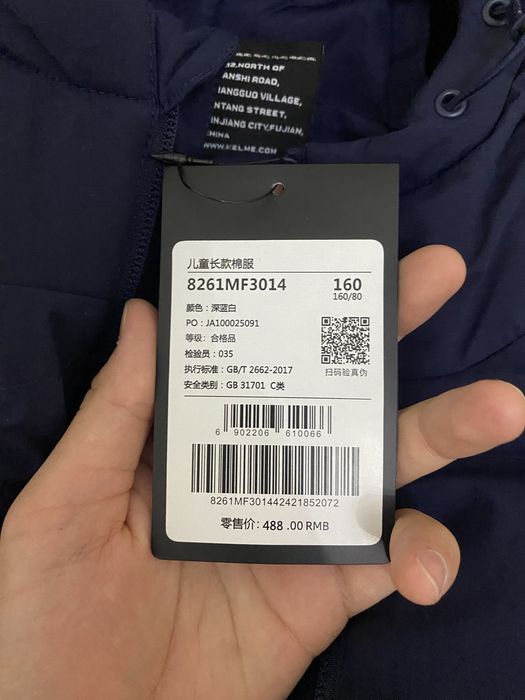 NORTH OF
ANSHI ROAD,
IANGGUO VILLAGE,
NTANG STREET,
INJIANG CITY,FUJIAN,
HINA
WWW.KELME.COM
儿童长款棉服
8261MF3014 160
160/80
颜色：深蓝白
PO：JA100025091
等级：合格品
检验员：035
执行标准：GB/T 2662-2017
安全类别：GB 31701 C类
扫码验真伪
6 902206 610066
8261MF301442421852072
零售价：488.00 RMB